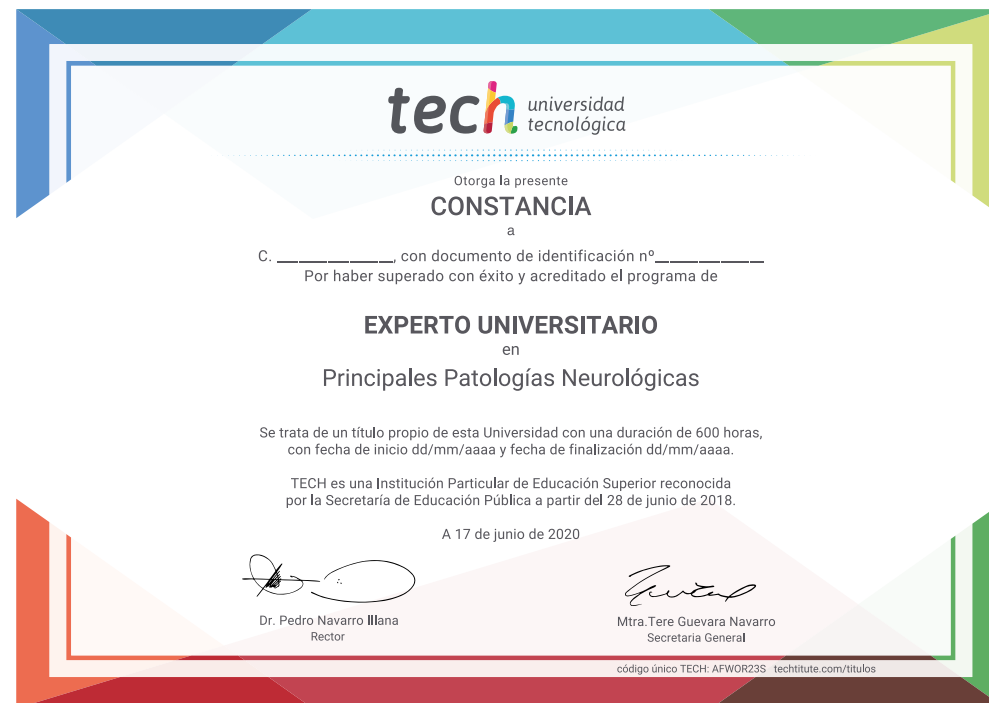 tech universidad
tecnológica
Otorga la presente
CONSTANCIA
a
C. ______________, con documento de identificación nº_____________
Por haber superado con éxito y acreditado el programa de
EXPERTO UNIVERSITARIO
en
Principales Patologías Neurológicas
Se trata de un título propio de esta Universidad con una duración de 600 horas,
con fecha de inicio dd/mm/aaaa y fecha de finalización dd/mm/aaaa.
TECH es una Institución Particular de Educación Superior reconocida
por la Secretaría de Educación Pública a partir del 28 de junio de 2018.
A 17 de junio de 2020
Dr. Pedro Navarro Illana
Rector
Mtra.Tere Guevara Navarro
Secretaria General
código único TECH: AFWOR23S techtitute.com/titulos